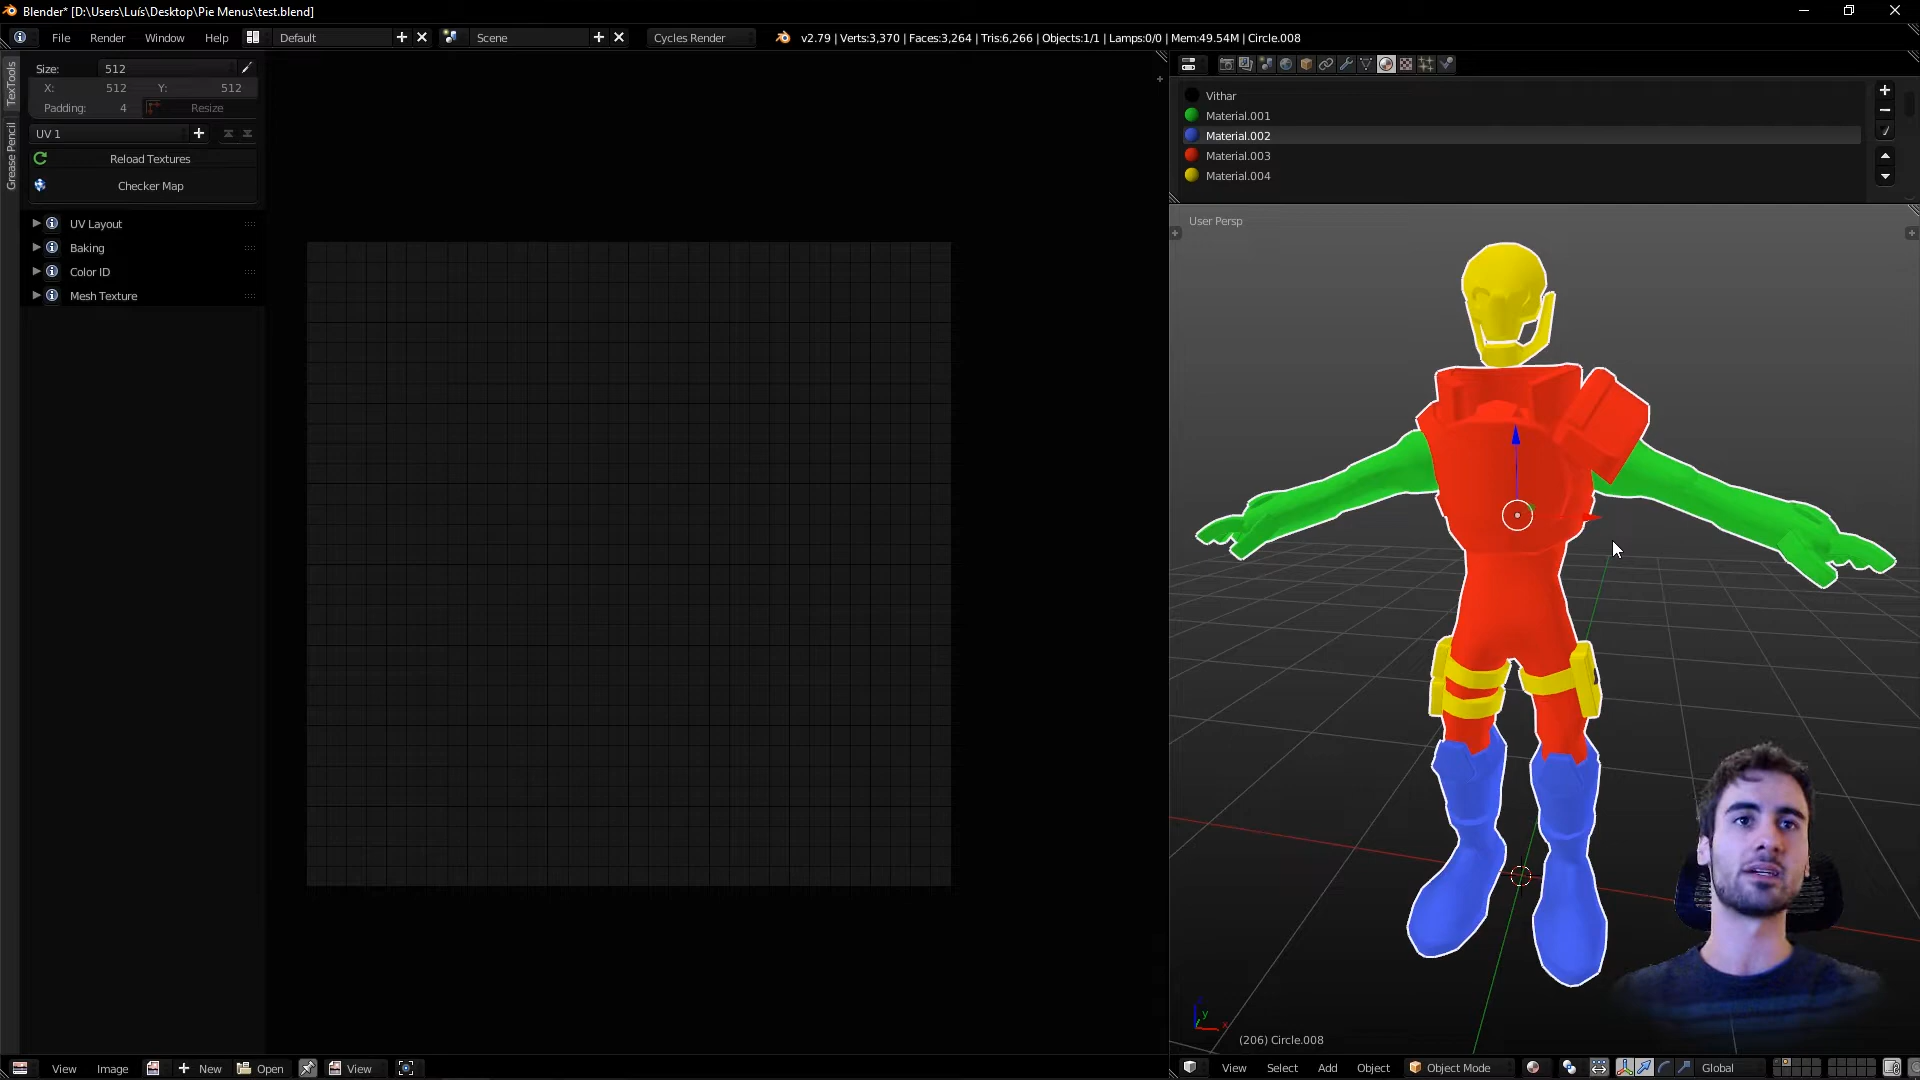 Blender* [D:\Users\Luís\Desktop\Pie Menus\test.blend]
File Render Window Help Default Scene Cycles Render v2.79 | Verts:3,370 | Faces:3,264 | Tris:6,266 | Objects:1/1 | Lamps:0/0 | Mem:49.54M | Circle.008
TexTools
Grease Pencil
Size: 512
X: 512 Y: 512
Padding: 4 Resize
UV 1
Reload Textures
Checker Map
UV Layout
Baking
Color ID
Mesh Texture
Vithar
Material.001
Material.002
Material.003
Material.004
User Persp
y
x
(206) Circle.008
View Image New Open View
View Select Add Object Object Mode Global